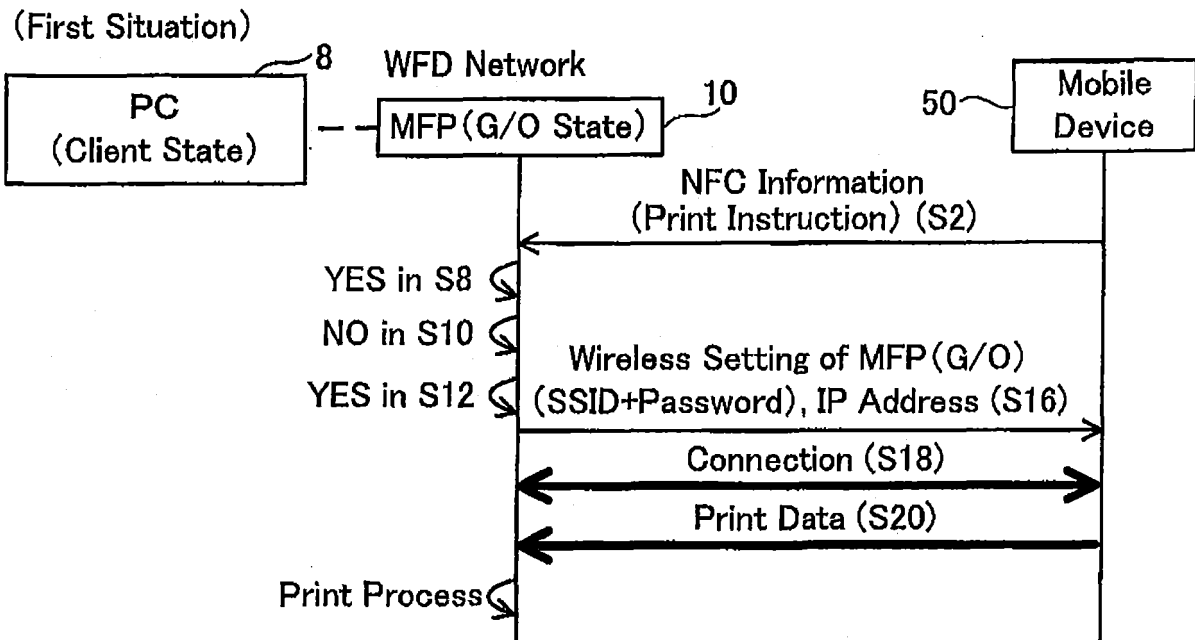 (First Situation)
8
WFD Network
PC
(Client State)
MFP(G/O State)
10
50
Mobile
Device
NFC Information
(Print Instruction) (S2)
YES in S8
NO in S10
YES in S12
Wireless Setting of MFP(G/O)
(SSID+Password), IP Address (S16)
Connection (S18)
Print Data (S20)
Print Process